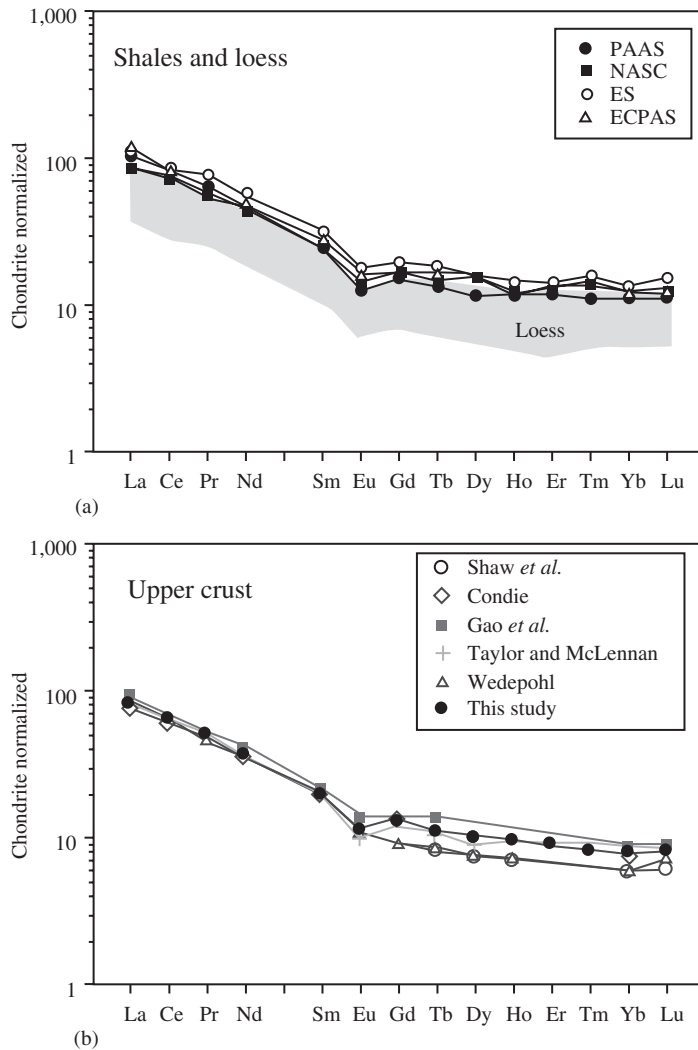 1,000
Shales and loess
PAAS
NASC
ES
ECPAS
100
Chondrite normalized
10
Loess
1
La Ce Pr Nd Sm Eu Gd Tb Dy Ho Er Tm Yb Lu
(a)
1,000
Upper crust
Shaw et al.
Condie
Gao et al.
Taylor and McLennan
Wedepohl
This study
100
Chondrite normalized
10
1
La Ce Pr Nd Sm Eu Gd Tb Dy Ho Er Tm Yb Lu
(b)